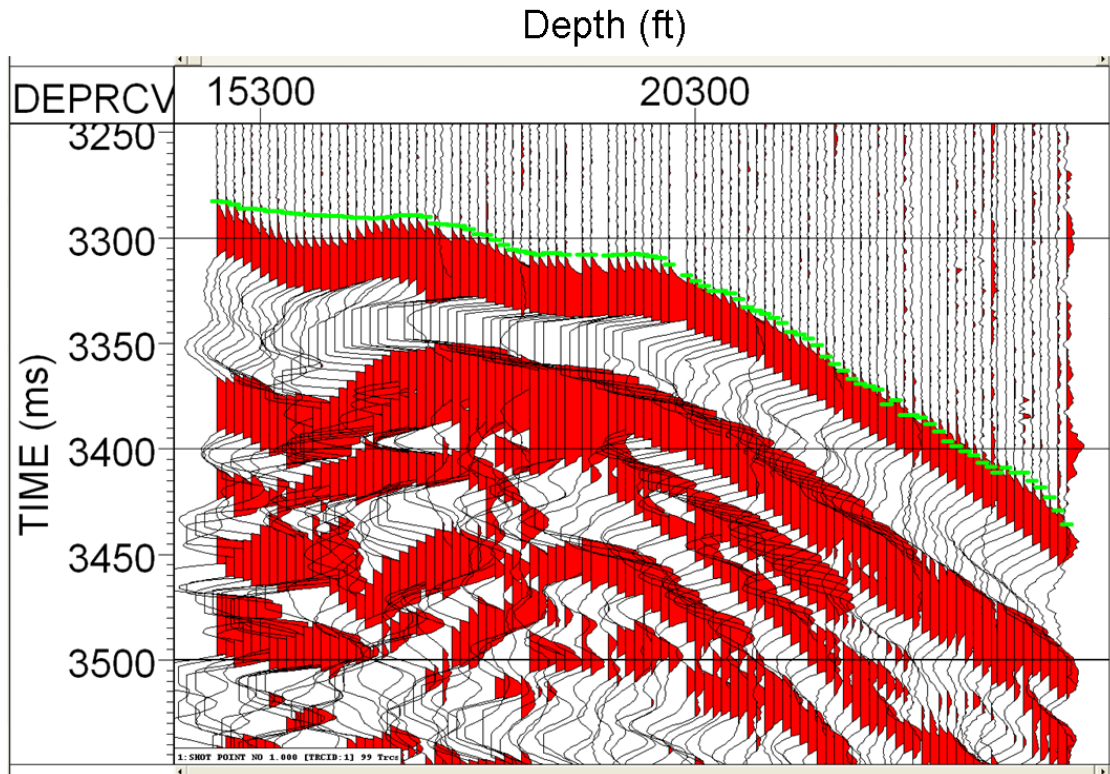 Depth (ft)
DEPRCV 15300 20300
3250
3300
3350
3400
3450
3500
TIME (ms)
1:SHOT POINT NO 1.000 [TRCID:1] 99 Trcs